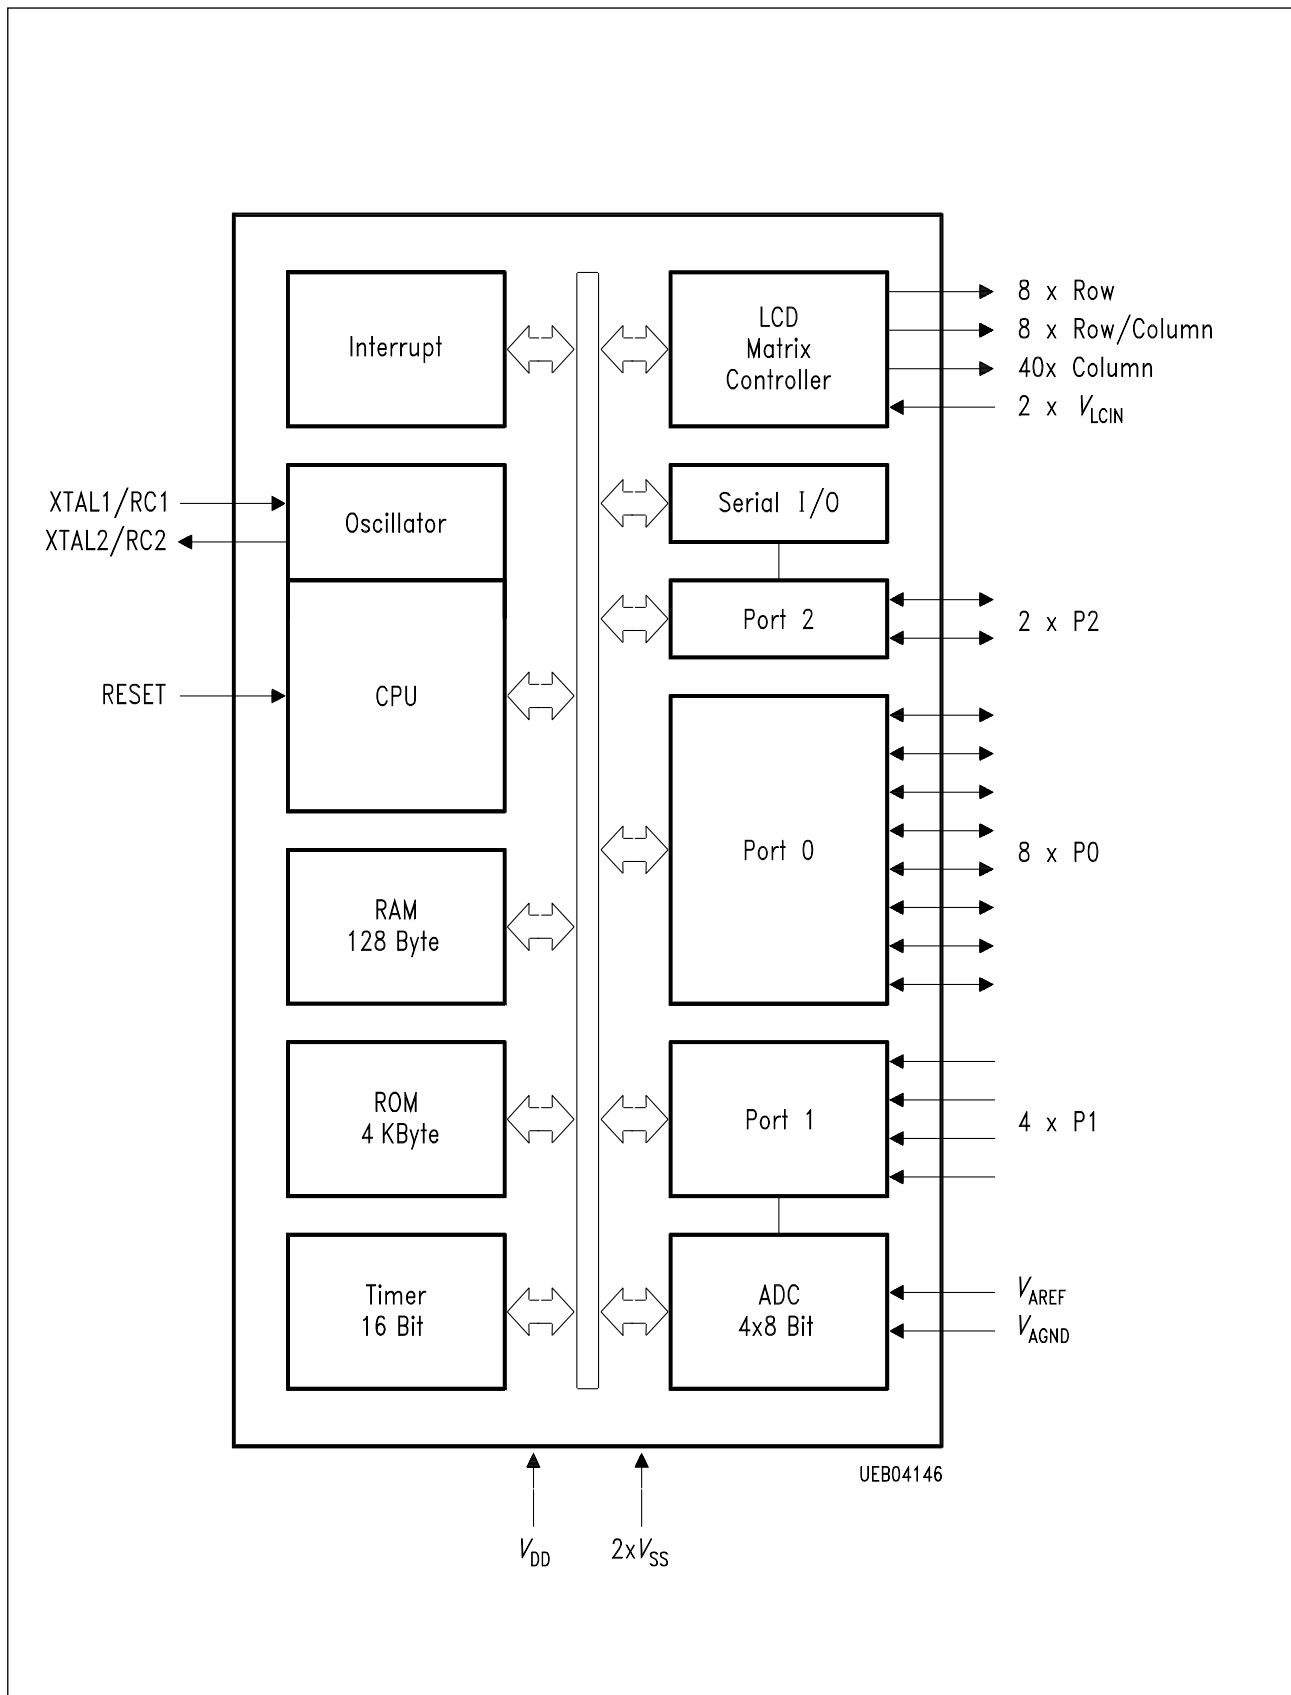 Interrupt
LCD
Matrix
Controller
8 x Row
8 x Row/Column
40x Column
2 x VLCIN
XTAL1/RC1
XTAL2/RC2
Oscillator
Serial I/O
Port 2
2 x P2
RESET
CPU
Port 0
8 x P0
RAM
128 Byte
ROM
4 KByte
Port 1
4 x P1
Timer
16 Bit
ADC
4x8 Bit
VAREF
VAGND
UEB04146
VDD
2xVSS